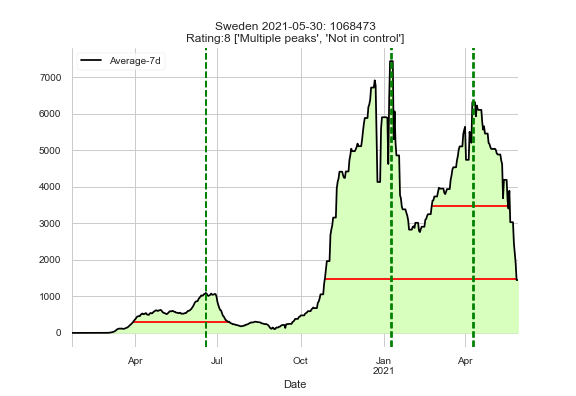 Sweden 2021-05-30: 1068473
Rating:8 ['Multiple peaks', 'Not in control']
Average-7d
7000
6000
5000
4000
3000
2000
1000
0
Apr
Jul
Oct
Jan
2021
Apr
Date